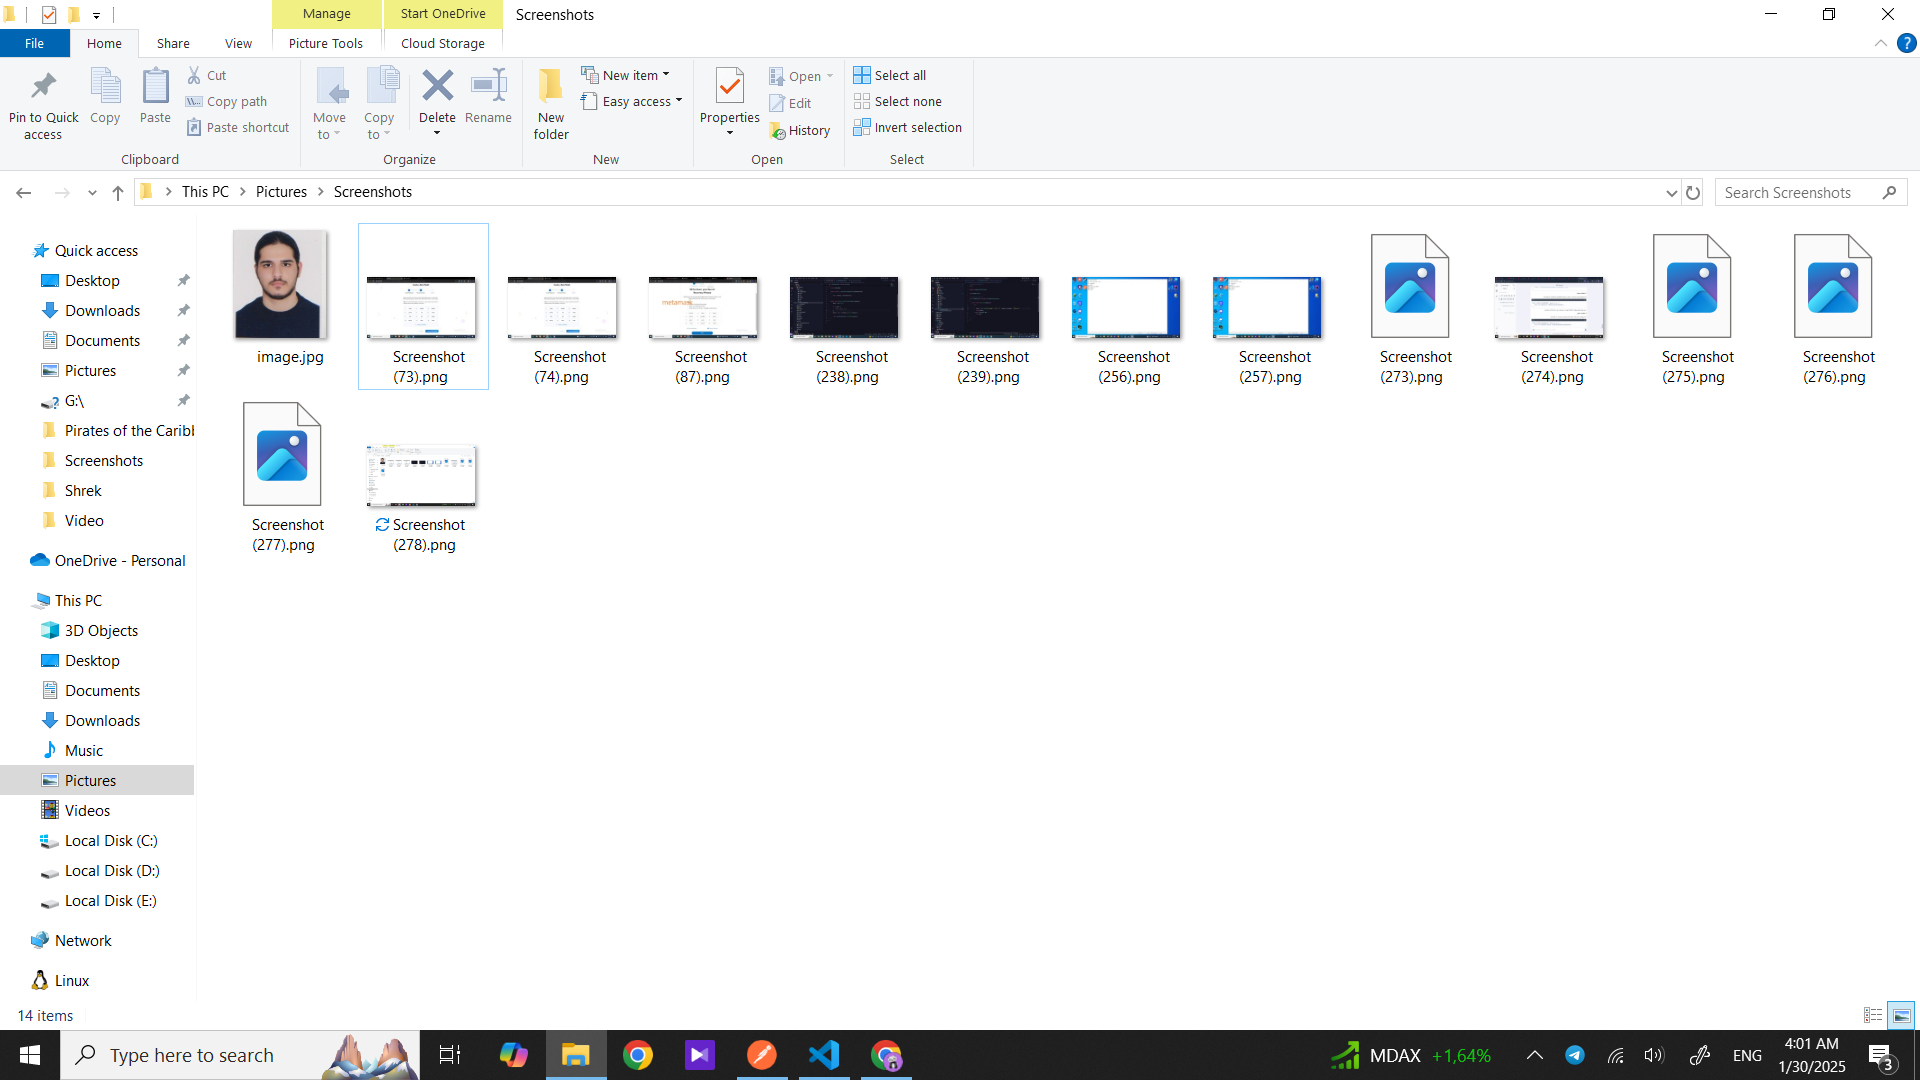 Manage
Start OneDrive
Screenshots
File
Home
Share
View
Picture Tools
Cloud Storage
Pin to Quick access
Copy
Paste
Cut
Copy path
Paste shortcut
Clipboard
Move to
Copy to
Delete
Rename
Organize
New folder
New item
Easy access
New
Properties
Open
Edit
History
Open
Select all
Select none
Invert selection
Select
This PC
Pictures
Screenshots
Search Screenshots
Quick access
Desktop
Downloads
Documents
Pictures
G:\
Pirates of the Carib
Screenshots
Shrek
Video
OneDrive - Personal
This PC
3D Objects
Desktop
Documents
Downloads
Music
Pictures
Videos
Local Disk (C:)
Local Disk (D:)
Local Disk (E:)
Network
Linux
image.jpg
Screenshot
(73).png
Screenshot
(74).png
metamask
Screenshot
(87).png
Screenshot
(238).png
Screenshot
(239).png
Screenshot
(256).png
Screenshot
(257).png
Screenshot
(273).png
Screenshot
(274).png
Screenshot
(275).png
Screenshot
(276).png
Screenshot
(277).png
Screenshot
(278).png
14 items
Type here to search
MDAX +1,64%
ENG
4:01 AM
1/30/2025
3